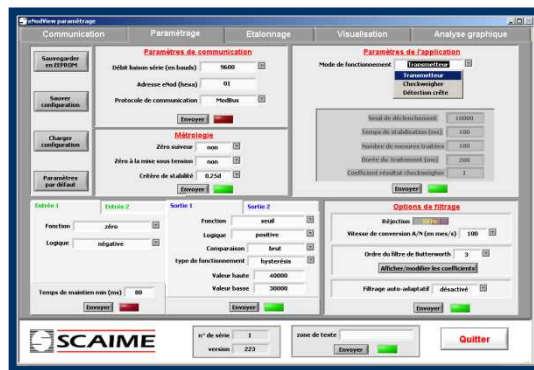 eNodView paramétrage
Communication
Paramétrage
Etalonnage
Visualisation
Analyse graphique
Sauvegarder en EEPROM
Sauver configuration
Charger configuration
Paramètres par défaut
Paramètres de communication
Débit liaison série (en bauds) 9600
Adresse eNod (hexa) 01
Protocole de communication ModBus
Envoyer
Métrologie
Zéro suiveur non
Zéro à la mise sous tension non
Critère de stabilité 0.25d
Envoyer
Paramètres de l'application
Mode de fonctionnement Transmetteur
Transmetteur
Checkweigher
Détection crête
Seuil de déclenchement 10000
Temps de stabilisation (ms) 100
Nombre de mesures traitées 100
Durée du traitement (ms) 200
Coefficient résultat checkweigher 1
Envoyer
Entrée 1
Entrée 2
Fonction zéro
Logique négative
Temps de maintien min (ms) 80
Envoyer
Sortie 1
Sortie 2
Fonction seuil
Logique positive
Comparaison brut
Type de fonctionnement hystérésis
Valeur haute 40000
Valeur basse 30000
Envoyer
Options de filtrage
Réjection
Vitesse de conversion A/N (en mes/s) 100
Ordre du filtre de Butterworth 3
Afficher/modifier les coefficients
Filtrage auto-adaptatif désactivé
Envoyer
SCAIME
n° de série 1
version 223
zone de texte
Envoyer
Quitter